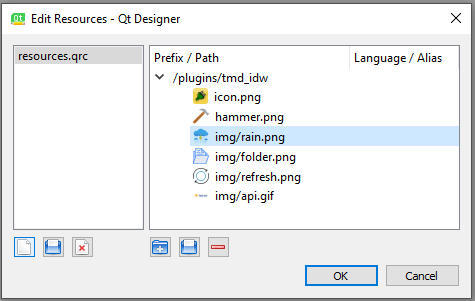 Qt Edit Resources - Qt Designer
resources.qrc
Prefix / Path Language / Alias
/plugins/tmd_idw
icon.png
hammer.png
img/rain.png
img/folder.png
img/refresh.png
img/api.gif
OK Cancel